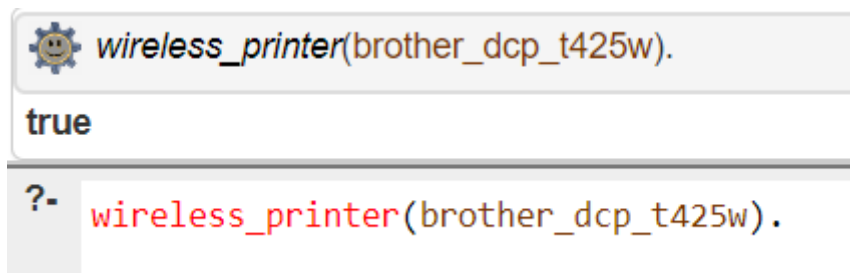 wireless_printer(brother_dcp_t425w).
true
?- wireless_printer(brother_dcp_t425w).